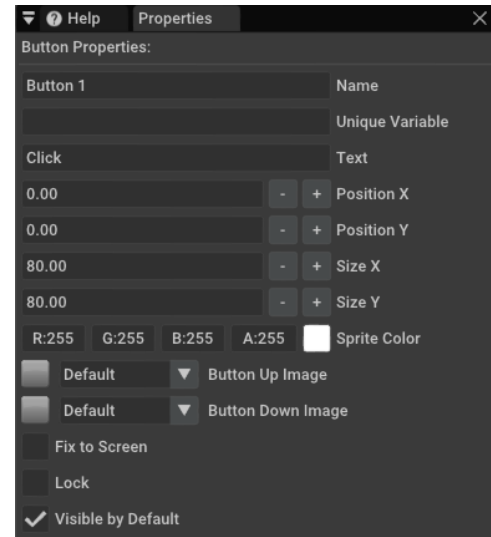 Help Properties
Button Properties:
Button 1 Name
Unique Variable
Click Text
0.00 - + Position X
0.00 - + Position Y
80.00 - + Size X
80.00 - + Size Y
R:255 G:255 B:255 A:255 Sprite Color
Default Button Up Image
Default Button Down Image
Fix to Screen
Lock
Visible by Default